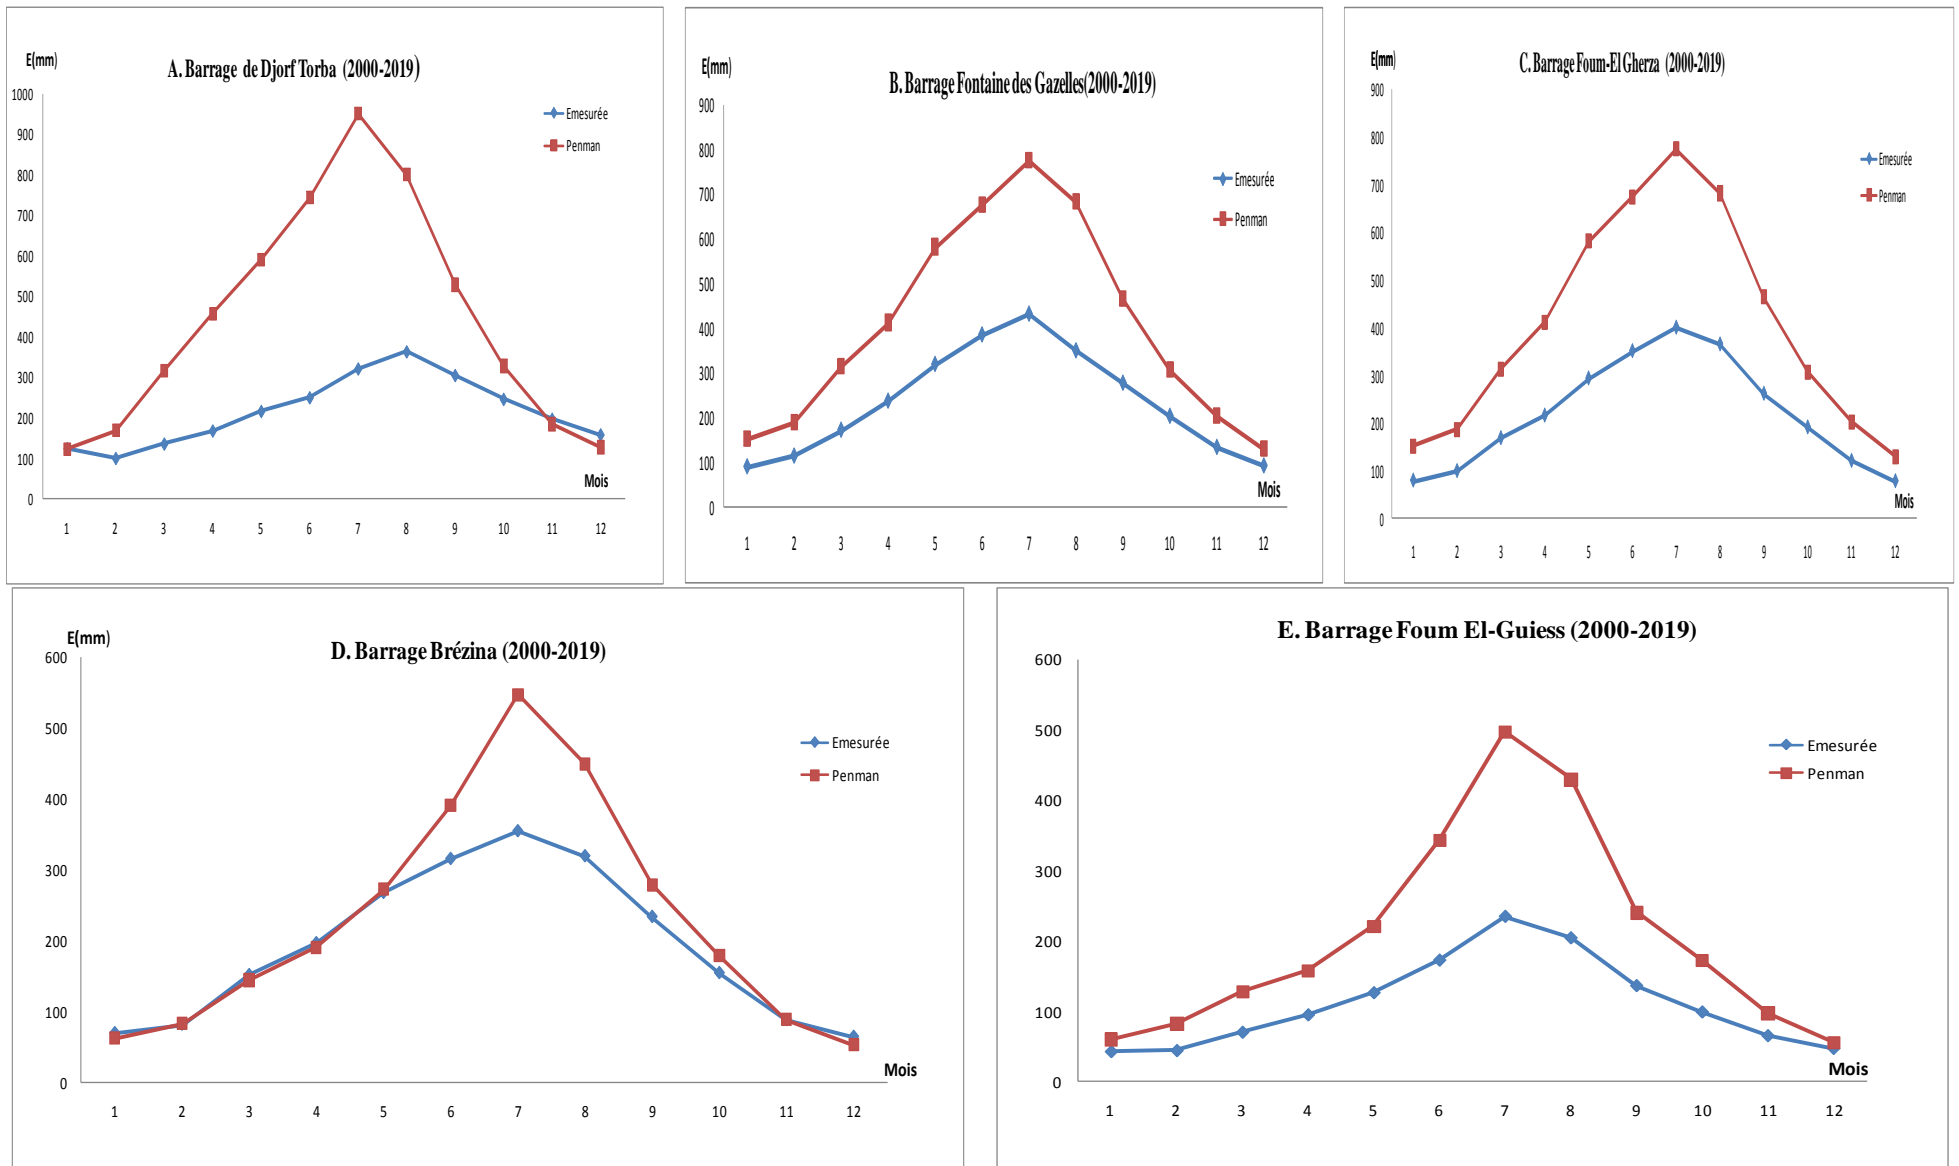 A. Barrage de Djorf Torba (2000-2019)
E(mm)
1000
900
800
700
600
500
400
300
200
100
0
Emesurée
Penman
Mois
1 2 3 4 5 6 7 8 9 10 11 12
B. Barrage Fontaine des Gazelles(2000-2019)
E(mm)
900
800
700
600
500
400
300
200
100
0
Emesurée
Penman
Mois
1 2 3 4 5 6 7 8 9 10 11 12
C. Barrage Foum-El Gherza (2000-2019)
E(mm)
900
800
700
600
500
400
300
200
100
0
Emesurée
Penman
Mois
1 2 3 4 5 6 7 8 9 10 11 12
D. Barrage Brézina (2000-2019)
E(mm)
600
500
400
300
200
100
0
Emesurée
Penman
Mois
1 2 3 4 5 6 7 8 9 10 11 12
E. Barrage Foum El-Guiess (2000-2019)
600
500
400
300
200
100
0
Emesurée
Penman
Mois
1 2 3 4 5 6 7 8 9 10 11 12